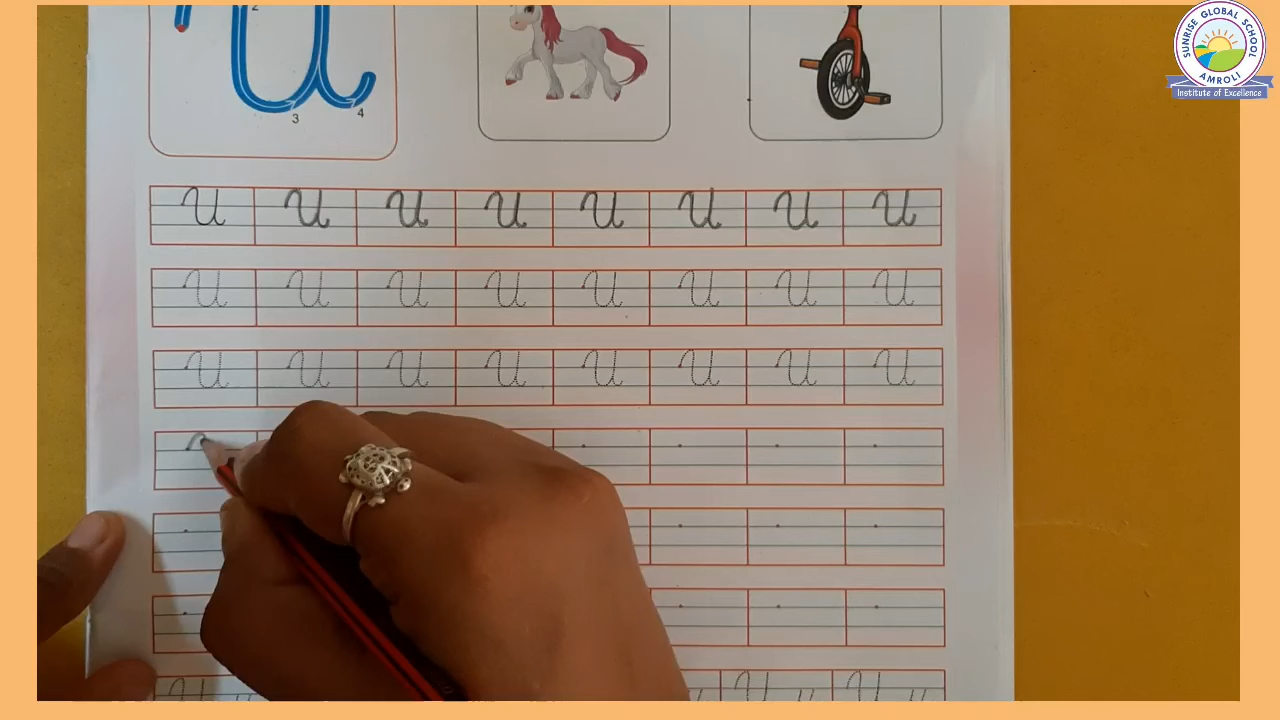 SUNRISE GLOBAL SCHOOL
AMROLI
Institute of Excellence
U
2
3 4
U U U U U U U U
U U U U U U U U
U U U U U U U U